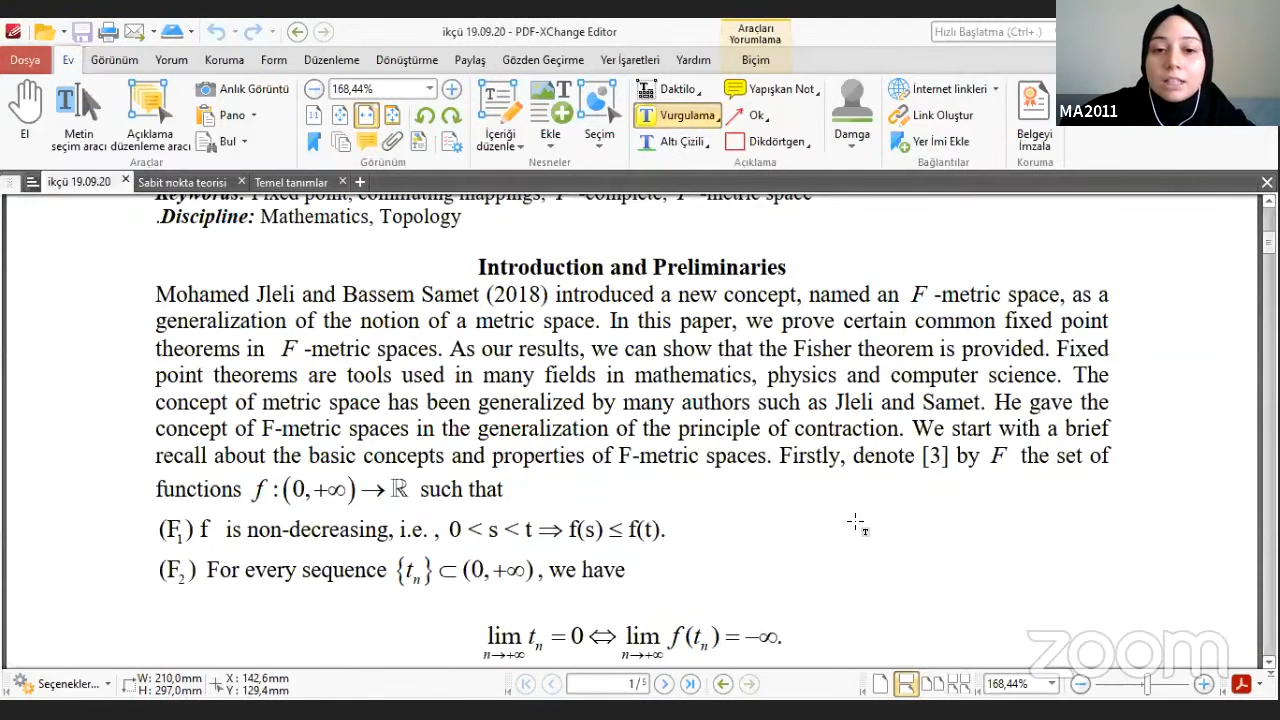 ikçü 19.09.20 - PDF-XChange Editor
Hızlı Başlatma (Ctrl+.)
Araçları Yorumlama
Dosya Ev Görünüm Yorum Koruma Form Düzenleme Dönüştürme Paylaş Gözden Geçirme Yer İşaretleri Yardım Biçim
El
Metin seçim aracı
Açıklama düzenleme aracı
Anlık Görüntü
Pano
Bul
Araçlar
168,44%
Görünüm
İçeriği düzenle
Ekle
Seçim
Nesneler
Daktilo
Vurgulama
Altı Çizili
Yapışkan Not
Ok
Dikdörtgen
Damga
Açıklama
İnternet linkleri
Link Oluştur
Yer İmi Ekle
Bağlantılar
Belgeyi İmzala
Koruma
MA2011
ikçü 19.09.20 Sabit nokta teorisi Temel tanımlar
Keywords: Fixed point, commuting mappings, F -complete, F -metric space
.Discipline: Mathematics, Topology
Introduction and Preliminaries
Mohamed Jleli and Bassem Samet (2018) introduced a new concept, named an F -metric space, as a
generalization of the notion of a metric space. In this paper, we prove certain common fixed point
theorems in F -metric spaces. As our results, we can show that the Fisher theorem is provided. Fixed
point theorems are tools used in many fields in mathematics, physics and computer science. The
concept of metric space has been generalized by many authors such as Jleli and Samet. He gave the
concept of F-metric spaces in the generalization of the principle of contraction. We start with a brief
recall about the basic concepts and properties of F-metric spaces. Firstly, denote [3] by F the set of
functions f : (0, +∞) → ℝ such that
(F₁) f is non-decreasing, i.e. , 0 < s < t ⇒ f(s) ≤ f(t).
(F₂) For every sequence {tₙ} ⊂ (0, +∞), we have
lim n→+∞ tₙ = 0 ⇔ lim n→+∞ f(tₙ) = −∞.
zoom
Seçenekler...
W: 210,0mm
H: 297,0mm
X: 142,6mm
Y: 129,4mm
1/5
168,44%